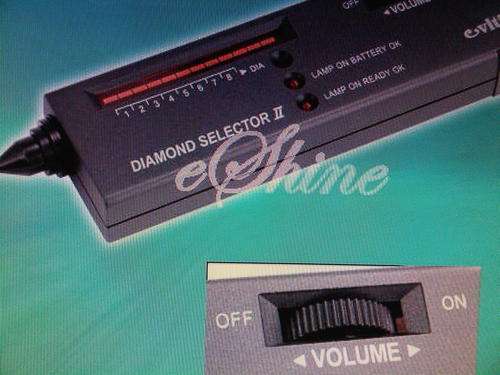 OFF
◄ VOLUME
1 2 3 4 5 6 7 8 ► DIA
LAMP ON BATTERY OK
LAMP ON READY OK
DIAMOND SELECTOR II
eShine
OFF
ON
◄ VOLUME ►